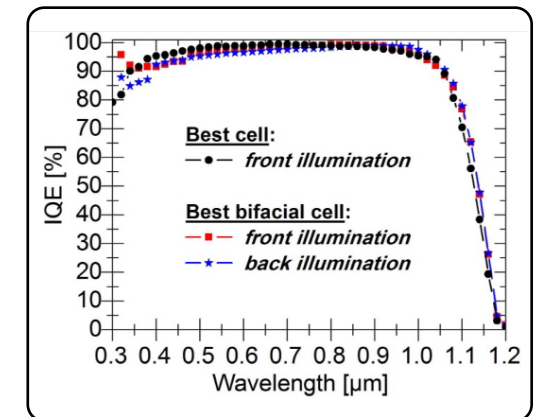 100
90
80
70
60
50
40
30
20
10
0
IQE [%]
Best cell:
front illumination
Best bifacial cell:
front illumination
back illumination
0.3 0.4 0.5 0.6 0.7 0.8 0.9 1.0 1.1 1.2
Wavelength [µm]